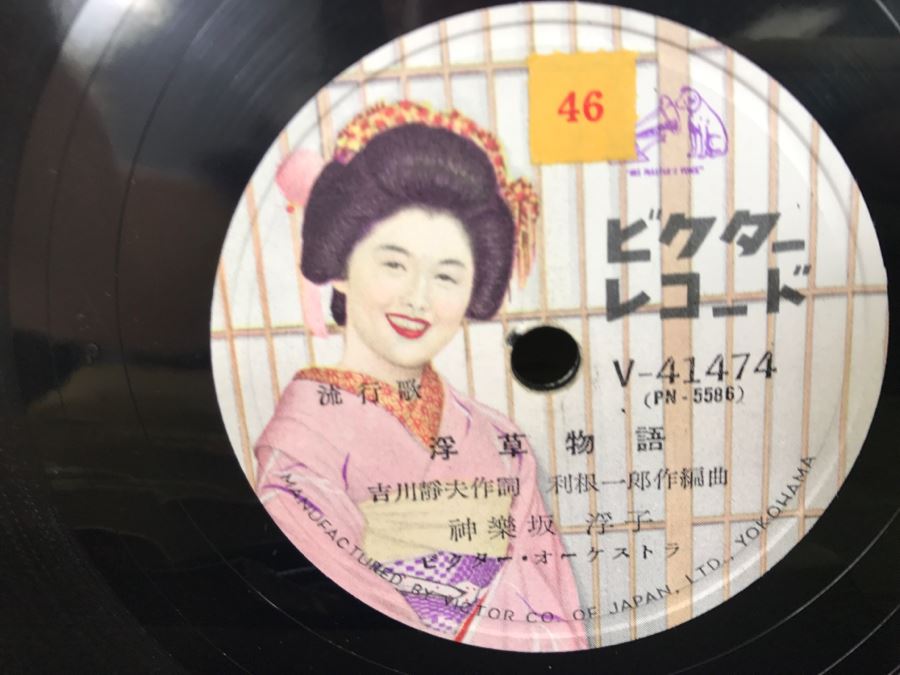 46
"HIS MASTER'S VOICE"
ビクター
レコード
V-41474
(PN-5586)
流行歌
浮草物語
吉川靜夫作詞 利根一郎作編曲
神樂坂 浮子
ビクター・オーケストラ
MANUFACTURED BY VICTOR CO. OF JAPAN, LTD., YOKOHAMA